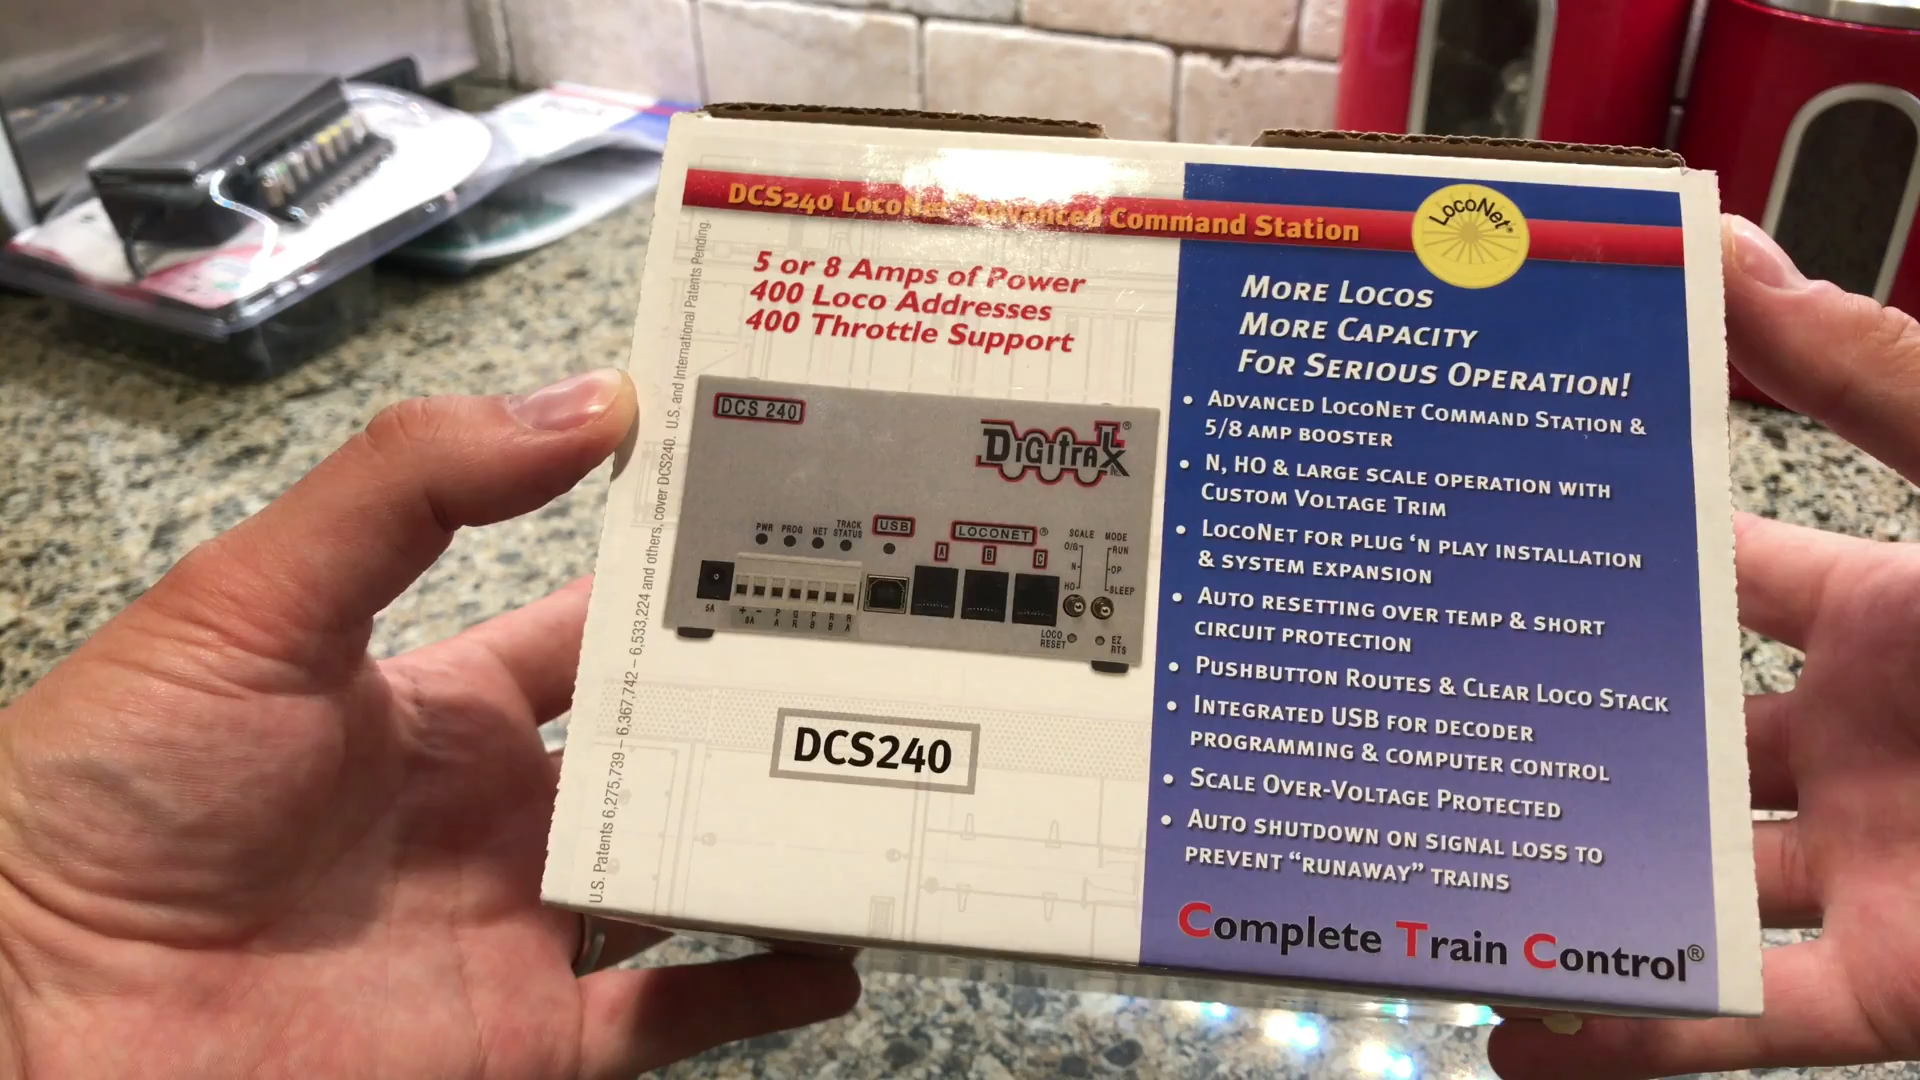 DCS240 LocoNet® Advanced Command Station
LocoNet®
5 or 8 Amps of Power
400 Loco Addresses
400 Throttle Support
U.S. Patents 6,275,739 – 6,367,742 – 6,533,224 and others, cover DCS240. U.S. and International Patents Pending.
DCS 240
DIGITRAX ®
PWR PROG NET TRACK STATUS
USB
LOCONET ®
A B C
SCALE
O/G
N
HO
MODE
RUN
OP
SLEEP
5A
+ - P G P R R
8A A R B B A
LOCO RESET
EZ RTS
DCS240
MORE LOCOS
MORE CAPACITY
FOR SERIOUS OPERATION!
• ADVANCED LOCONET COMMAND STATION &
5/8 AMP BOOSTER
• N, HO & LARGE SCALE OPERATION WITH
CUSTOM VOLTAGE TRIM
• LOCONET FOR PLUG ‘N PLAY INSTALLATION
& SYSTEM EXPANSION
• AUTO RESETTING OVER TEMP & SHORT
CIRCUIT PROTECTION
• PUSHBUTTON ROUTES & CLEAR LOCO STACK
• INTEGRATED USB FOR DECODER
PROGRAMMING & COMPUTER CONTROL
• SCALE OVER-VOLTAGE PROTECTED
• AUTO SHUTDOWN ON SIGNAL LOSS TO
PREVENT “RUNAWAY” TRAINS
Complete Train Control®